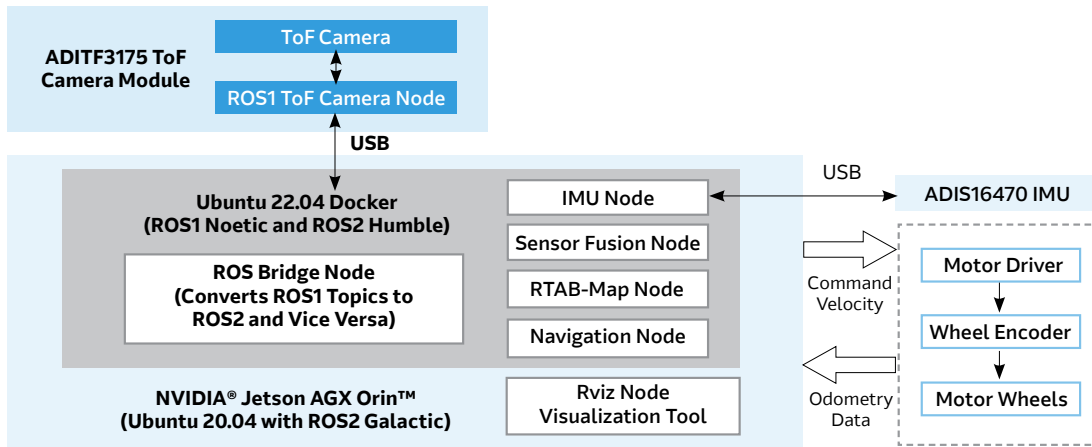 ADITF3175 ToF
Camera Module
ToF Camera
ROS1 ToF Camera Node
USB
Ubuntu 22.04 Docker
(ROS1 Noetic and ROS2 Humble)
ROS Bridge Node
(Converts ROS1 Topics to
ROS2 and Vice Versa)
IMU Node
Sensor Fusion Node
RTAB-Map Node
Navigation Node
NVIDIA® Jetson AGX Orin™
(Ubuntu 20.04 with ROS2 Galactic)
Rviz Node
Visualization Tool
USB
ADIS16470 IMU
Command
Velocity
Odometry
Data
Motor Driver
Wheel Encoder
Motor Wheels